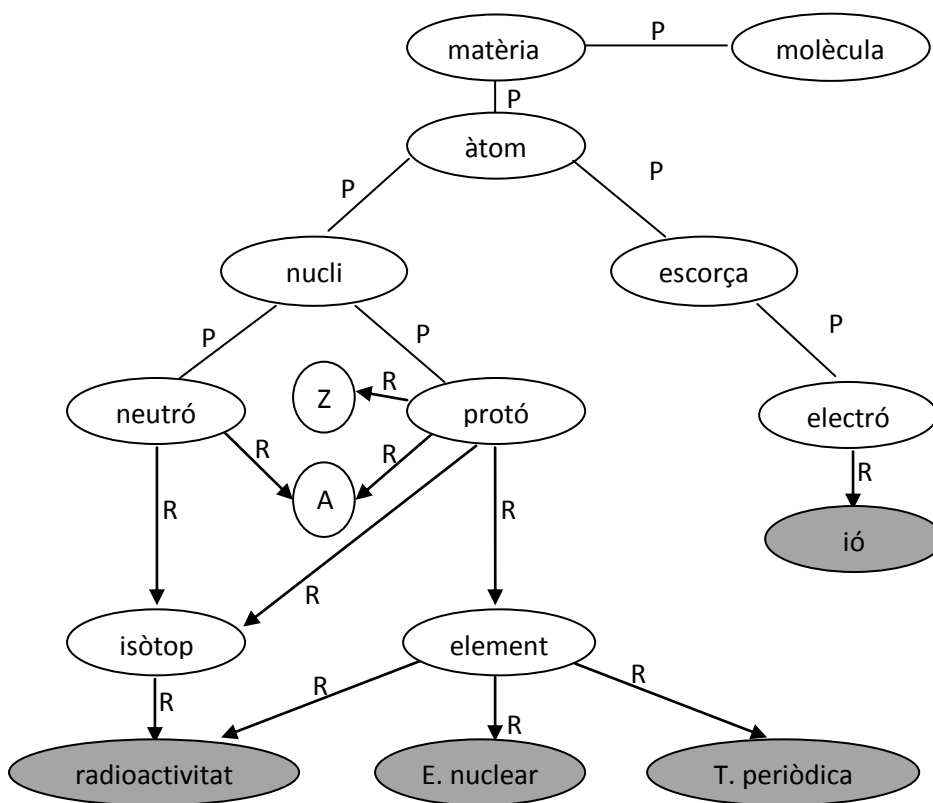 matèria
P
molècula
P
àtom
P
P
nucli
escorça
P
P
P
neutró
Z
R
protó
electró
R
R
R
A
R
R
ió
R
isòtop
element
R
R
R
R
radioactivitat
E. nuclear
T. periòdica